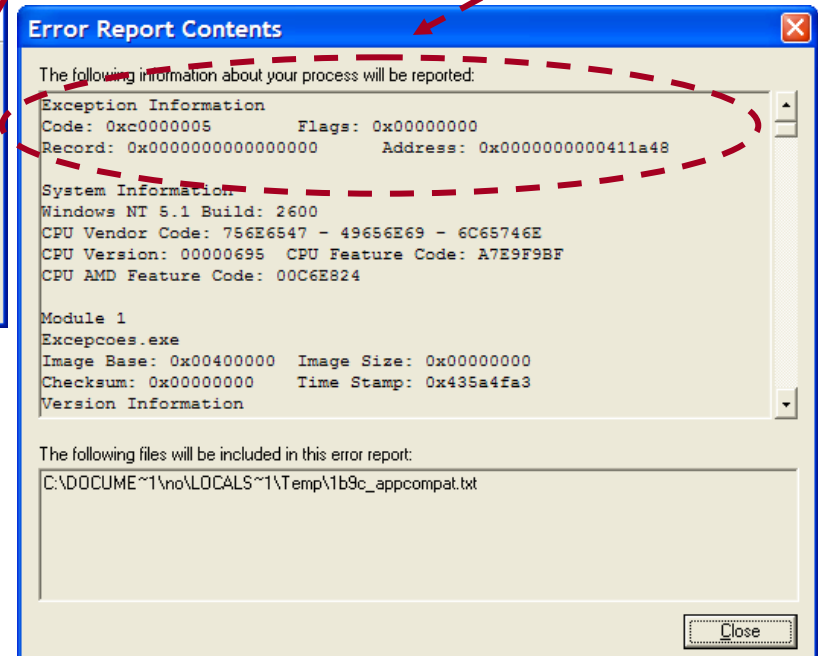 Error Report Contents
The following information about your process will be reported:
Exception Information
Code: 0xc0000005 Flags: 0x00000000
Record: 0x0000000000000000 Address: 0x0000000000411a48
System Information
Windows NT 5.1 Build: 2600
CPU Vendor Code: 756E6547 - 49656E69 - 6C65746E
CPU Version: 00000695 CPU Feature Code: A7E9F9BF
CPU AMD Feature Code: 00C6E824
Module 1
Excepcoes.exe
Image Base: 0x00400000 Image Size: 0x00000000
Checksum: 0x00000000 Time Stamp: 0x435a4fa3
Version Information
The following files will be included in this error report:
C:\DOCUME~1\no\LOCALS~1\Temp\1b9c_appcompat.txt
Close